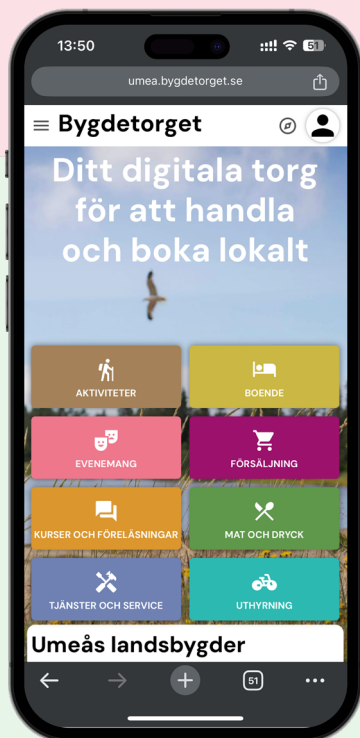 13:50
51
umea.bygdetorget.se
Bygdetorget
Ditt digitala torg
för att handla
och boka lokalt
AKTIVITETER
BOENDE
EVENEMANG
FÖRSÄLJNING
KURSER OCH FÖRELÄSNINGAR
MAT OCH DRYCK
TJÄNSTER OCH SERVICE
UTHYRNING
Umeås landsbygder
51